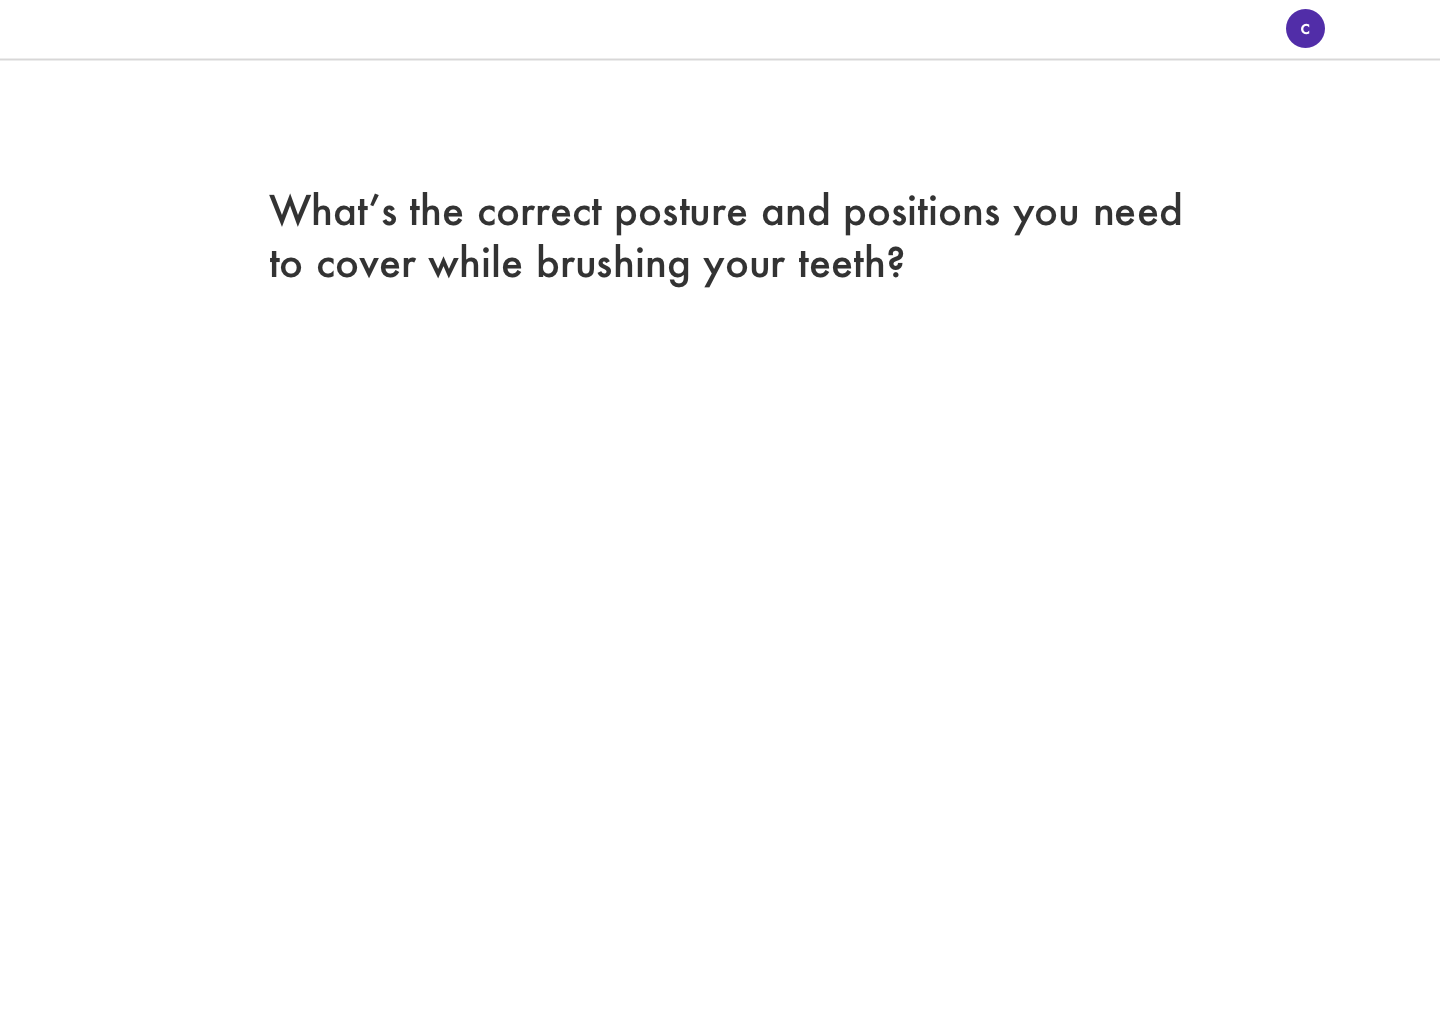 C
What’s the correct posture and positions you need
to cover while brushing your teeth?